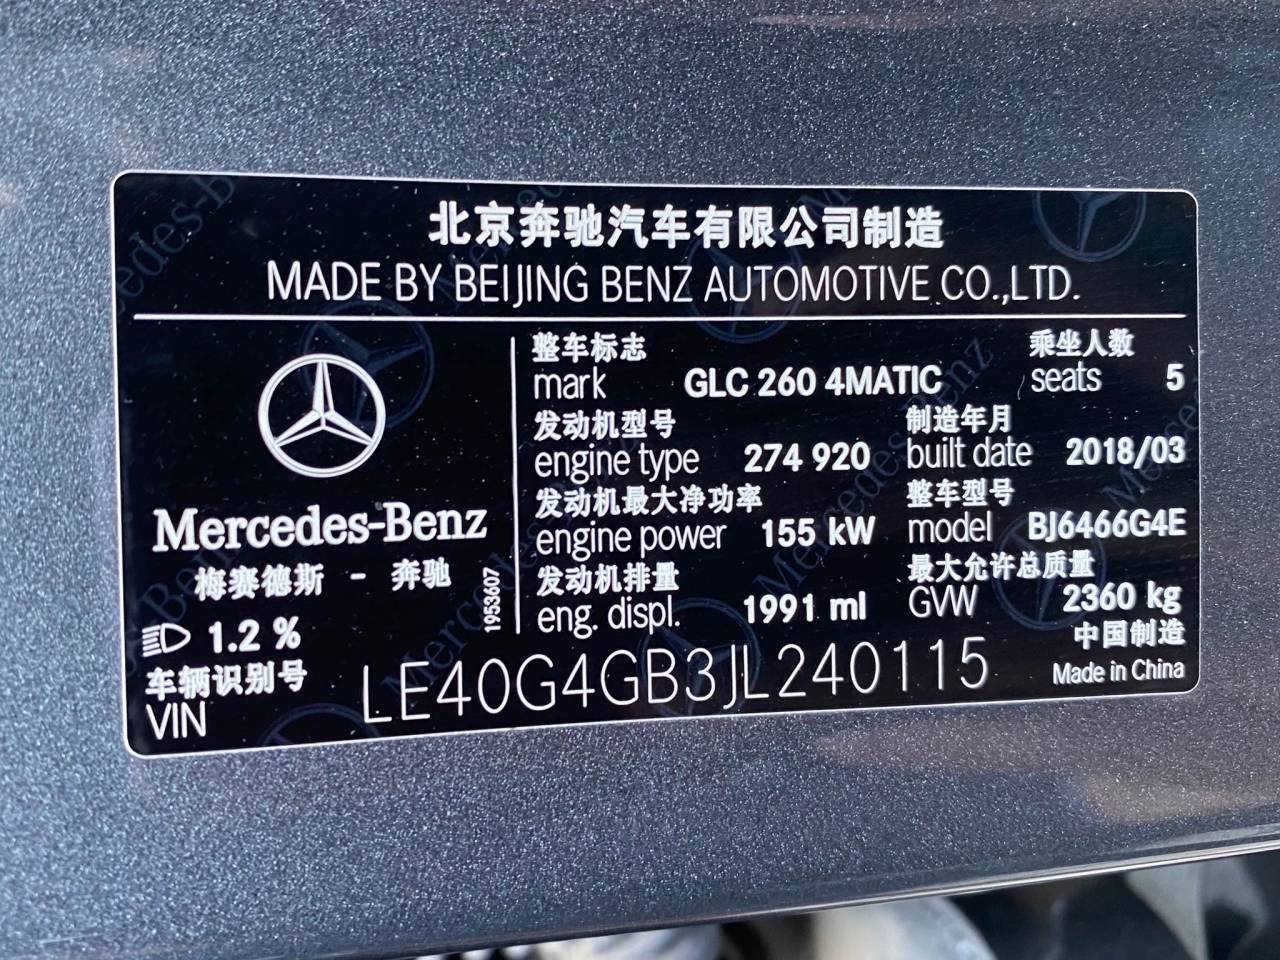 北京奔驰汽车有限公司制造
MADE BY BEIJING BENZ AUTOMOTIVE CO.,LTD.
Mercedes-Benz
梅赛德斯 - 奔驰
1.2 %
1953607
整车标志
mark GLC 260 4MATIC
乘坐人数
seats 5
发动机型号
engine type 274 920
制造年月
built date 2018/03
发动机最大净功率
engine power 155 kW
整车型号
model BJ6466G4E
发动机排量
eng. displ. 1991 ml
最大允许总质量
GVW 2360 kg
中国制造
Made in China
车辆识别号
VIN LE40G4GB3JL240115